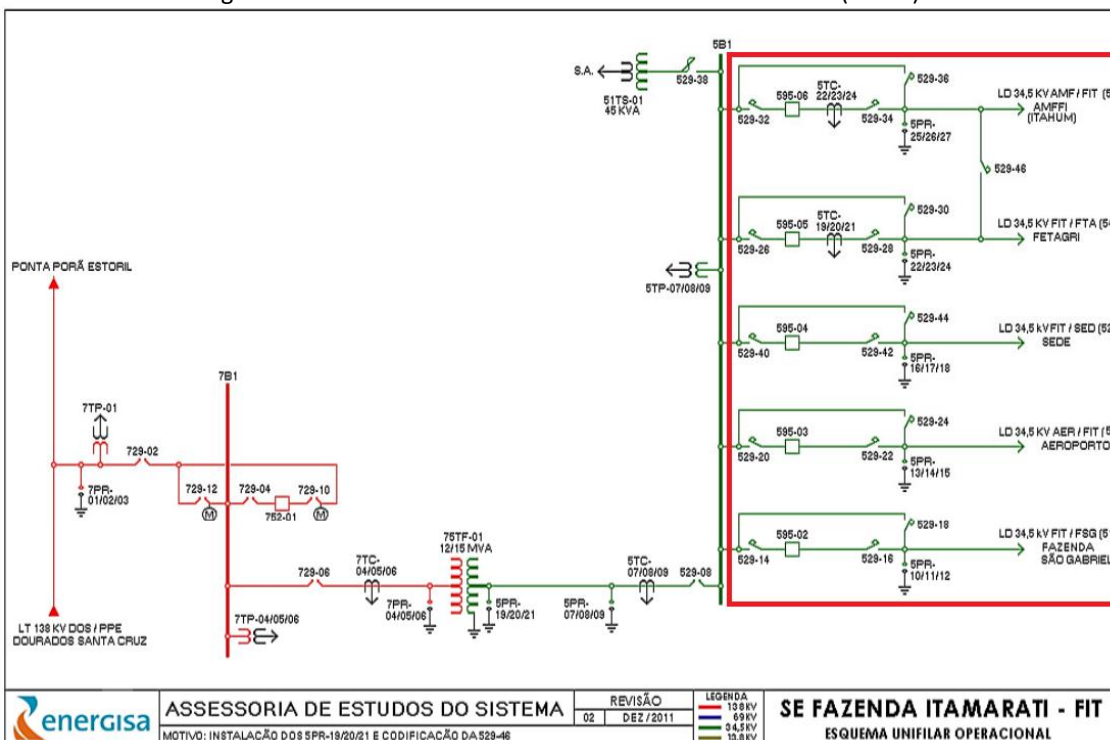 5B1
S.A.
51TS-01
45 KVA
529-38
529-36
595-06
5TC-
22/23/24
529-32
529-34
5PR-
25/26/27
LD 34,5 KV AMF / FIT (5
AMFFI
(ITAHUM)
529-46
529-30
595-05
5TC-
19/20/21
529-26
529-28
5PR-
22/23/24
LD 34,5 KV FIT / FTA (5
FETAGRI
5TP-07/08/09
529-44
595-04
529-40
529-42
5PR-
16/17/18
LD 34,5 kV FIT / SED (52
SEDE
529-24
595-03
529-20
529-22
5PR-
13/14/15
LD 34,5 KV AER / FIT (5
AEROPORTO
529-18
595-02
529-14
529-16
5PR-
10/11/12
LD 34,5 kV FIT / FSG (5
FAZENDA
SÃO GABRIEL
PONTA PORÃ ESTORIL
7B1
7TP-01
729-02
7PR-
01/02/03
729-12
729-04
729-10
M
752-01
M
729-06
7TC-
04/05/06
7PR-
04/05/06
75TF-01
12/15 MVA
5PR-
19/20/21
5PR-
07/08/09
5TC-
07/08/09
529-08
7TP-04/05/06
LT 138 KV DOS / PPE
DOURADOS SANTA CRUZ
energisa
ASSESSORIA DE ESTUDOS DO SISTEMA
MOTIVO: INSTALAÇÃO DOS 5PR-19/20/21 E CODIFICAÇÃO DA 529-46
REVISÃO
02 DEZ / 2011
LEGENDA
138KV
69KV
34,5KV
13,8KV
SE FAZENDA ITAMARATI - FIT
ESQUEMA UNIFILAR OPERACIONAL